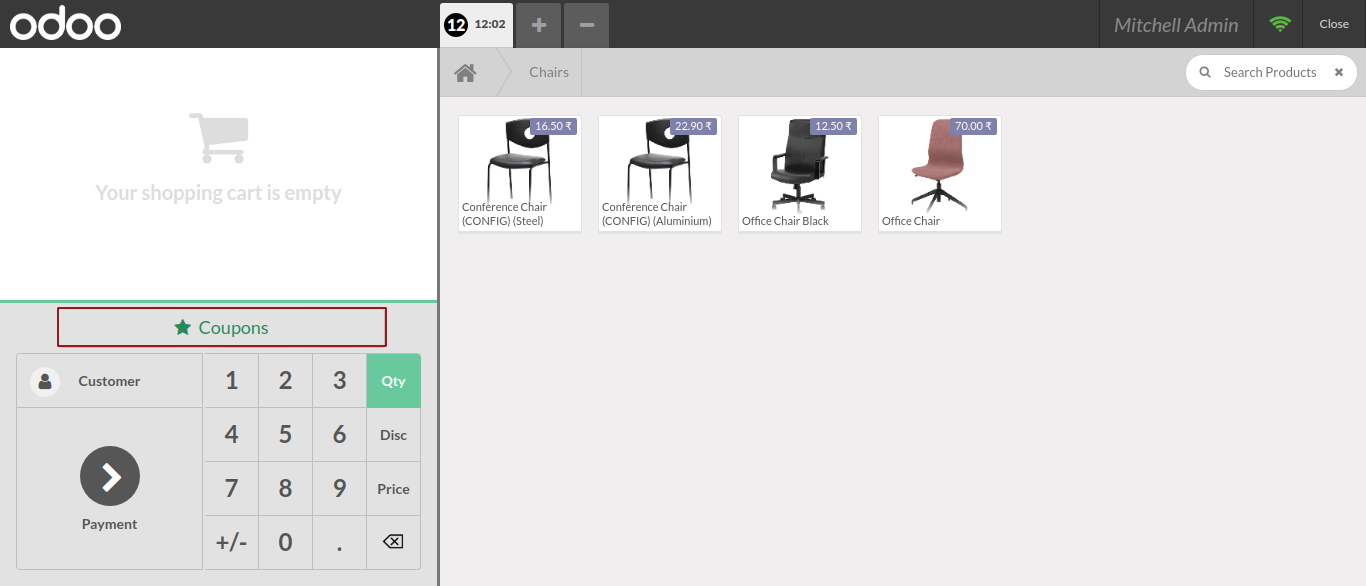 odoo
12 12:02
+
−
Mitchell Admin
Close
Chairs
Search Products
Your shopping cart is empty
16.50 ₹
Conference Chair
(CONFIG) (Steel)
22.90 ₹
Conference Chair
(CONFIG) (Aluminium)
12.50 ₹
Office Chair Black
70.00 ₹
Office Chair
Coupons
Customer
Payment
1 2 3 Qty
4 5 6 Disc
7 8 9 Price
+/- 0 .